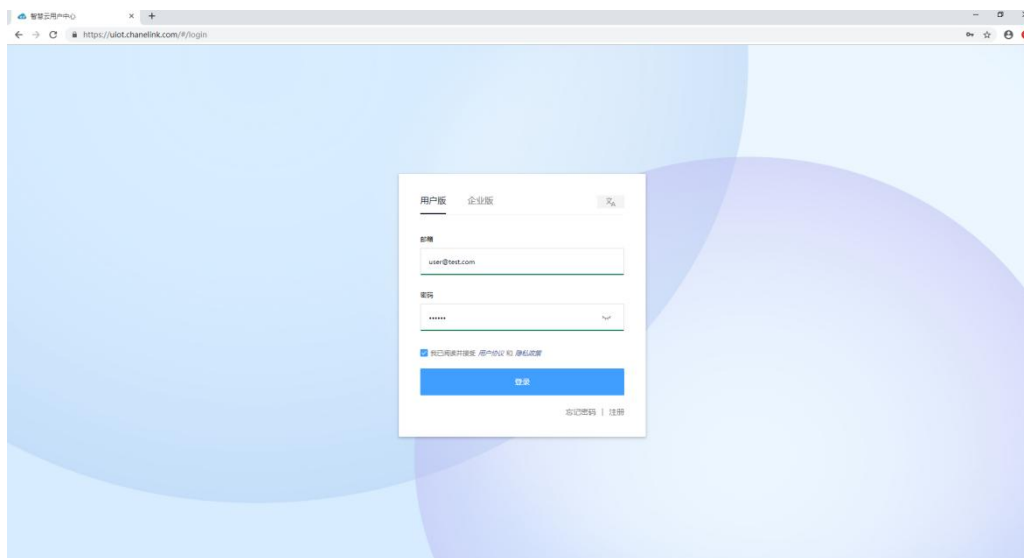 智慧云用户中心
https://uiot.chanelink.com/#/login
用户版 企业版
邮箱
user@test.com
密码
••••••
我已阅读并接受 用户协议 和 隐私政策
登录
忘记密码 | 注册